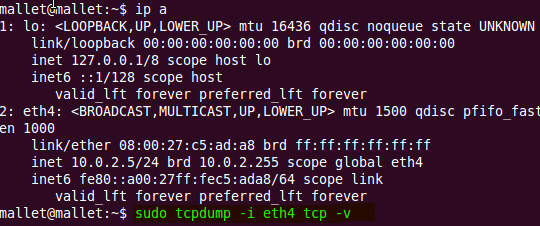 mallet@mallet:~$ ip a
1: lo: <LOOPBACK,UP,LOWER_UP> mtu 16436 qdisc noqueue state UNKNOWN
    link/loopback 00:00:00:00:00:00 brd 00:00:00:00:00:00
    inet 127.0.0.1/8 scope host lo
    inet6 ::1/128 scope host
       valid_lft forever preferred_lft forever
2: eth4: <BROADCAST,MULTICAST,UP,LOWER_UP> mtu 1500 qdisc pfifo_fast
en 1000
    link/ether 08:00:27:c5:ad:a8 brd ff:ff:ff:ff:ff:ff
    inet 10.0.2.5/24 brd 10.0.2.255 scope global eth4
    inet6 fe80::a00:27ff:fec5:ada8/64 scope link
       valid_lft forever preferred_lft forever
mallet@mallet:~$ sudo tcpdump -i eth4 tcp -v